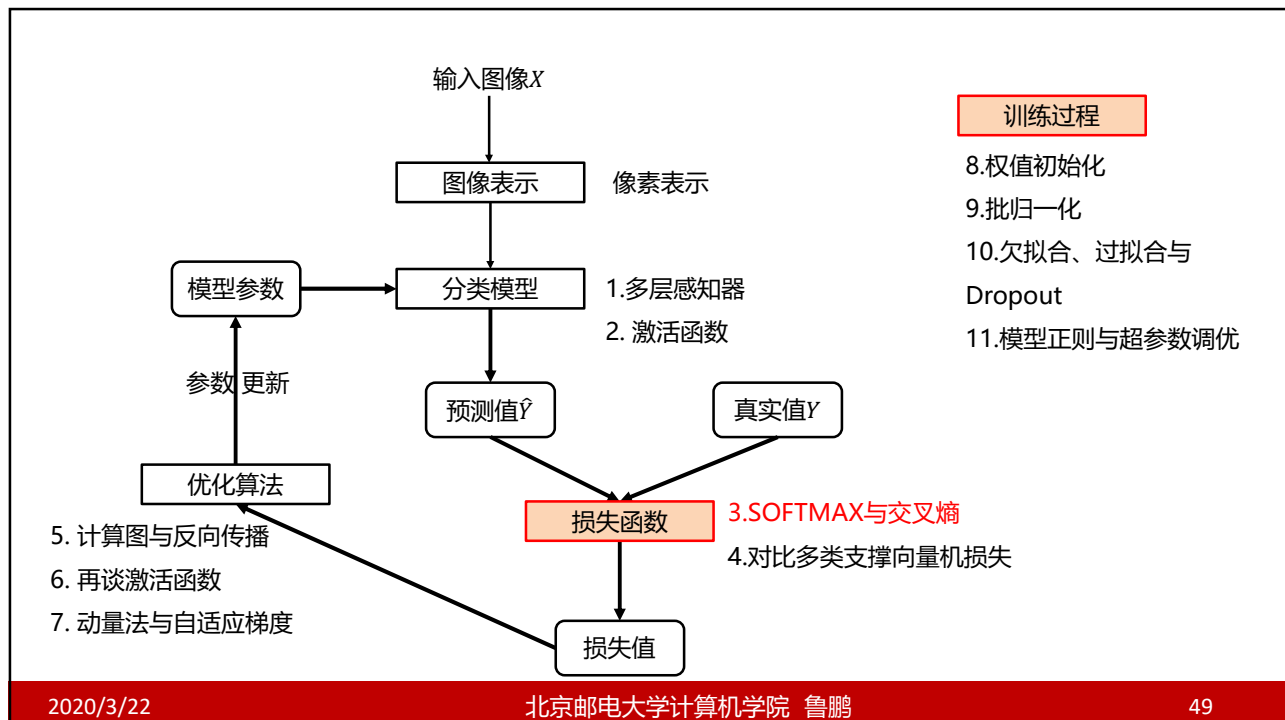 输入图像X
图像表示
像素表示
模型参数
分类模型
1.多层感知器
2. 激活函数
参数 更新
预测值Ŷ
真实值Y
优化算法
损失函数
3.SOFTMAX与交叉熵
4.对比多类支撑向量机损失
5. 计算图与反向传播
6. 再谈激活函数
7. 动量法与自适应梯度
损失值
训练过程
8.权值初始化
9.批归一化
10.欠拟合、过拟合与
Dropout
11.模型正则与超参数调优
2020/3/22
北京邮电大学计算机学院 鲁鹏
49